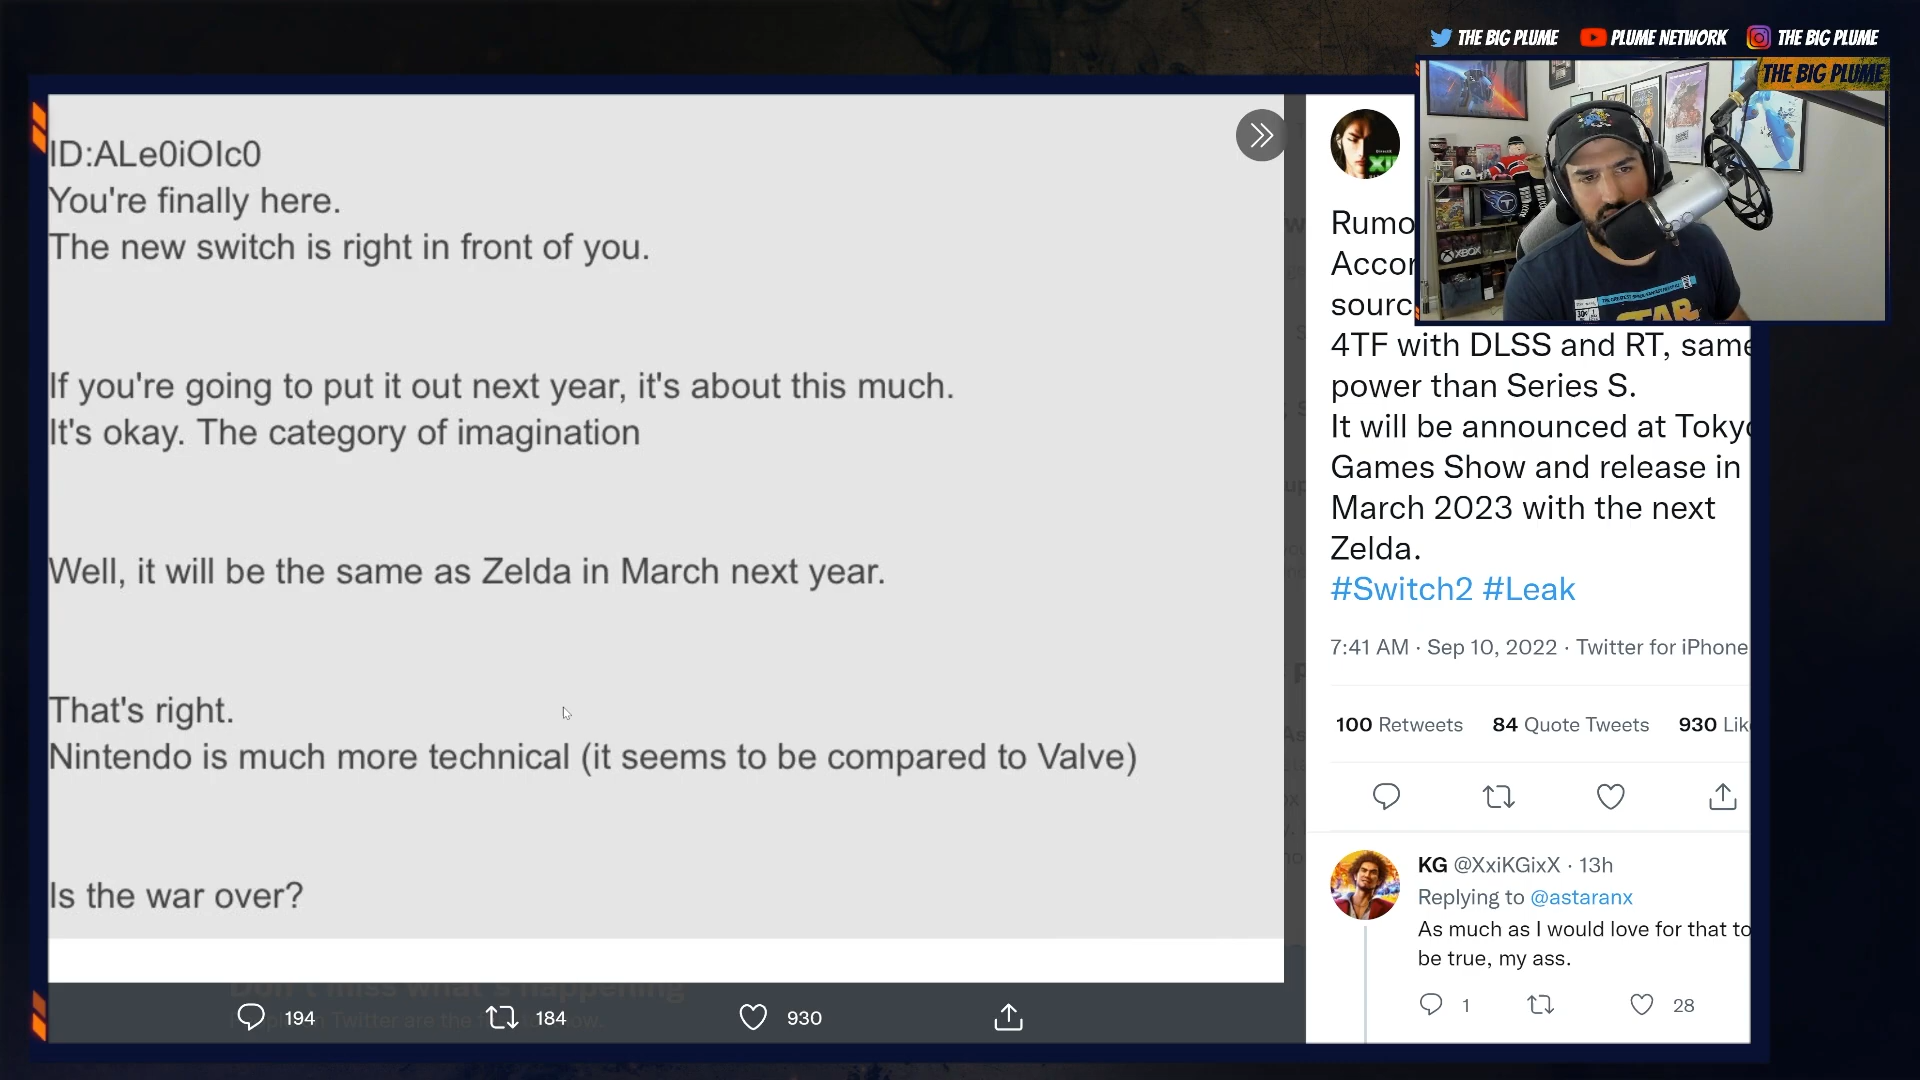 THE BIG PLUME PLUME NETWORK THE BIG PLUME
THE BIG PLUME
ID:ALe0iOIc0
You're finally here.
The new switch is right in front of you.
If you're going to put it out next year, it's about this much.
It's okay. The category of imagination
Well, it will be the same as Zelda in March next year.
That's right.
Nintendo is much more technical (it seems to be compared to Valve)
Is the war over?
194 184 930
Rumo
Accor
sourc
4TF with DLSS and RT, same
power than Series S.
It will be announced at Tokyo
Games Show and release in
March 2023 with the next
Zelda.
#Switch2 #Leak
7:41 AM · Sep 10, 2022 · Twitter for iPhone
100 Retweets 84 Quote Tweets 930 Lik
KG @XxiKGixX · 13h
Replying to @astaranx
As much as I would love for that to
be true, my ass.
1 28
XBOX
STAR
Don't miss what's happening